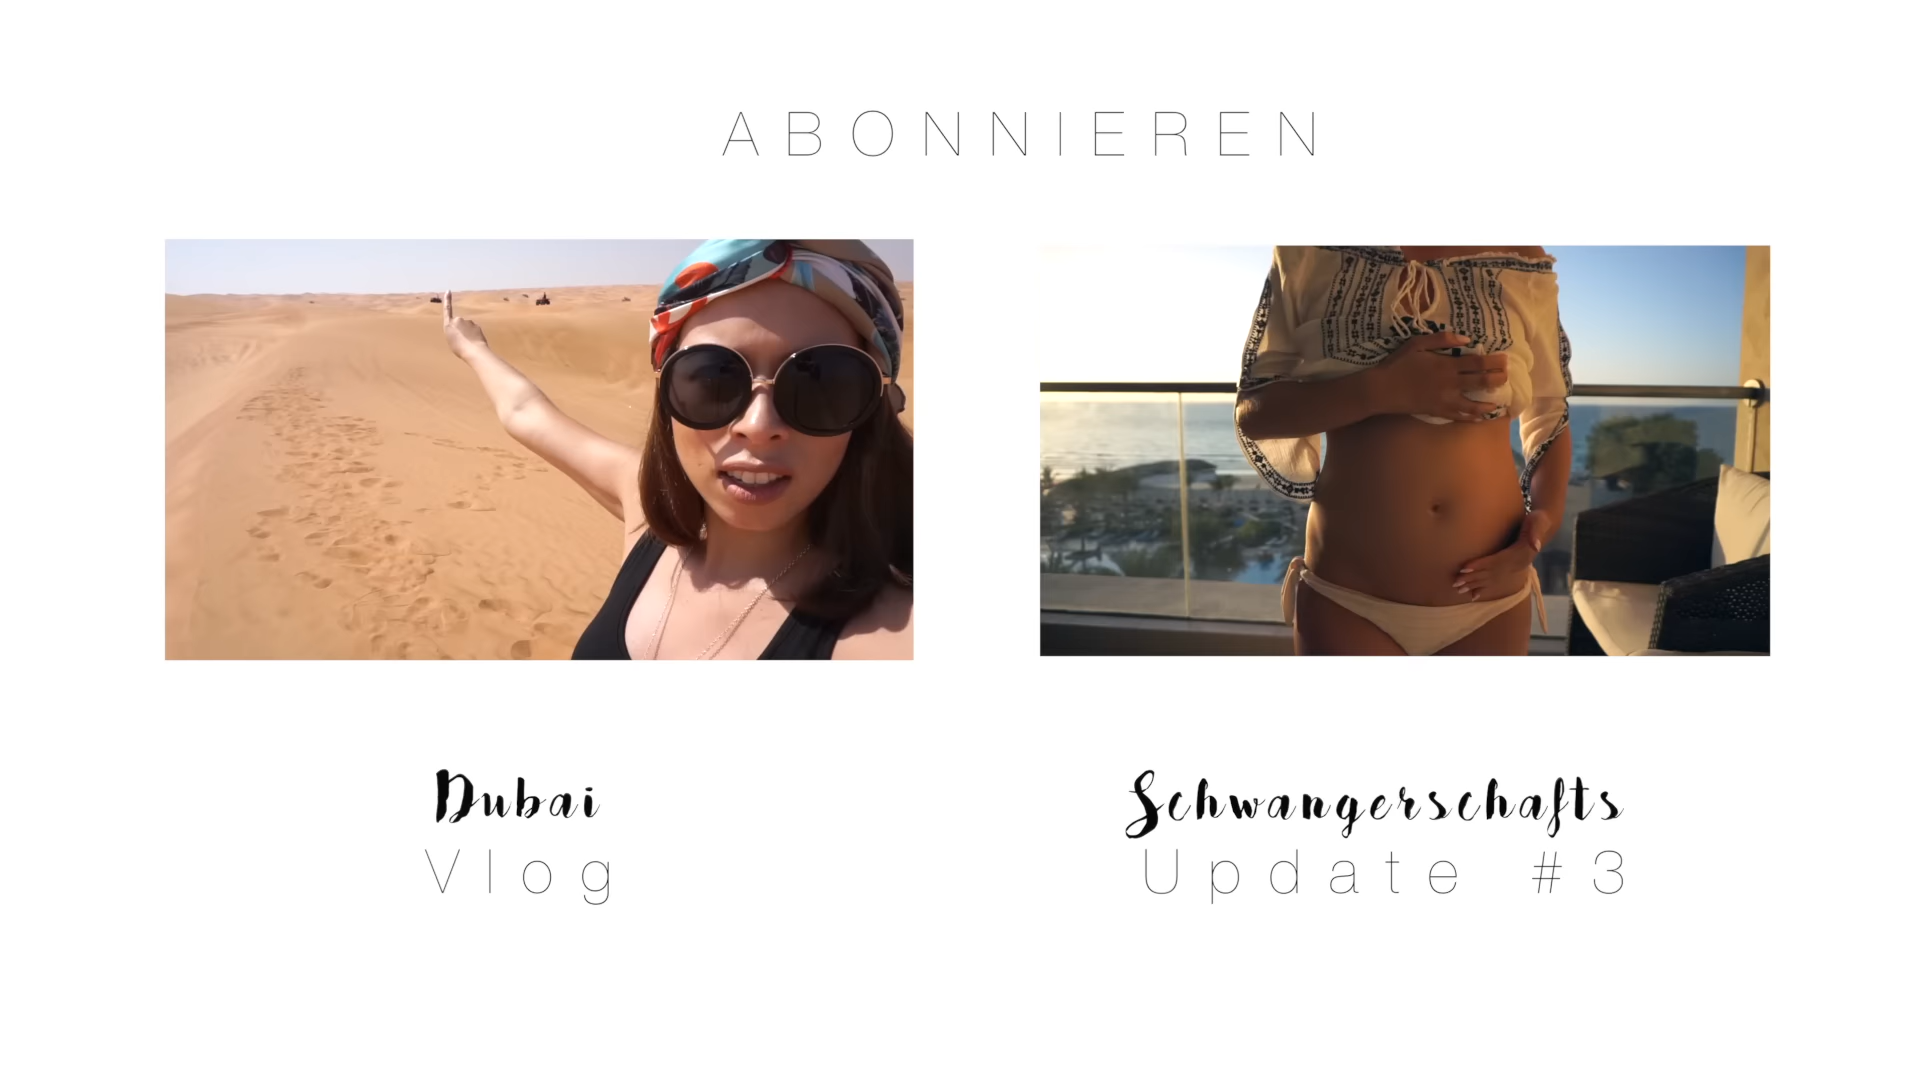 ABONNIEREN
Dubai
Vlog
Schwangerschafts
Update #3